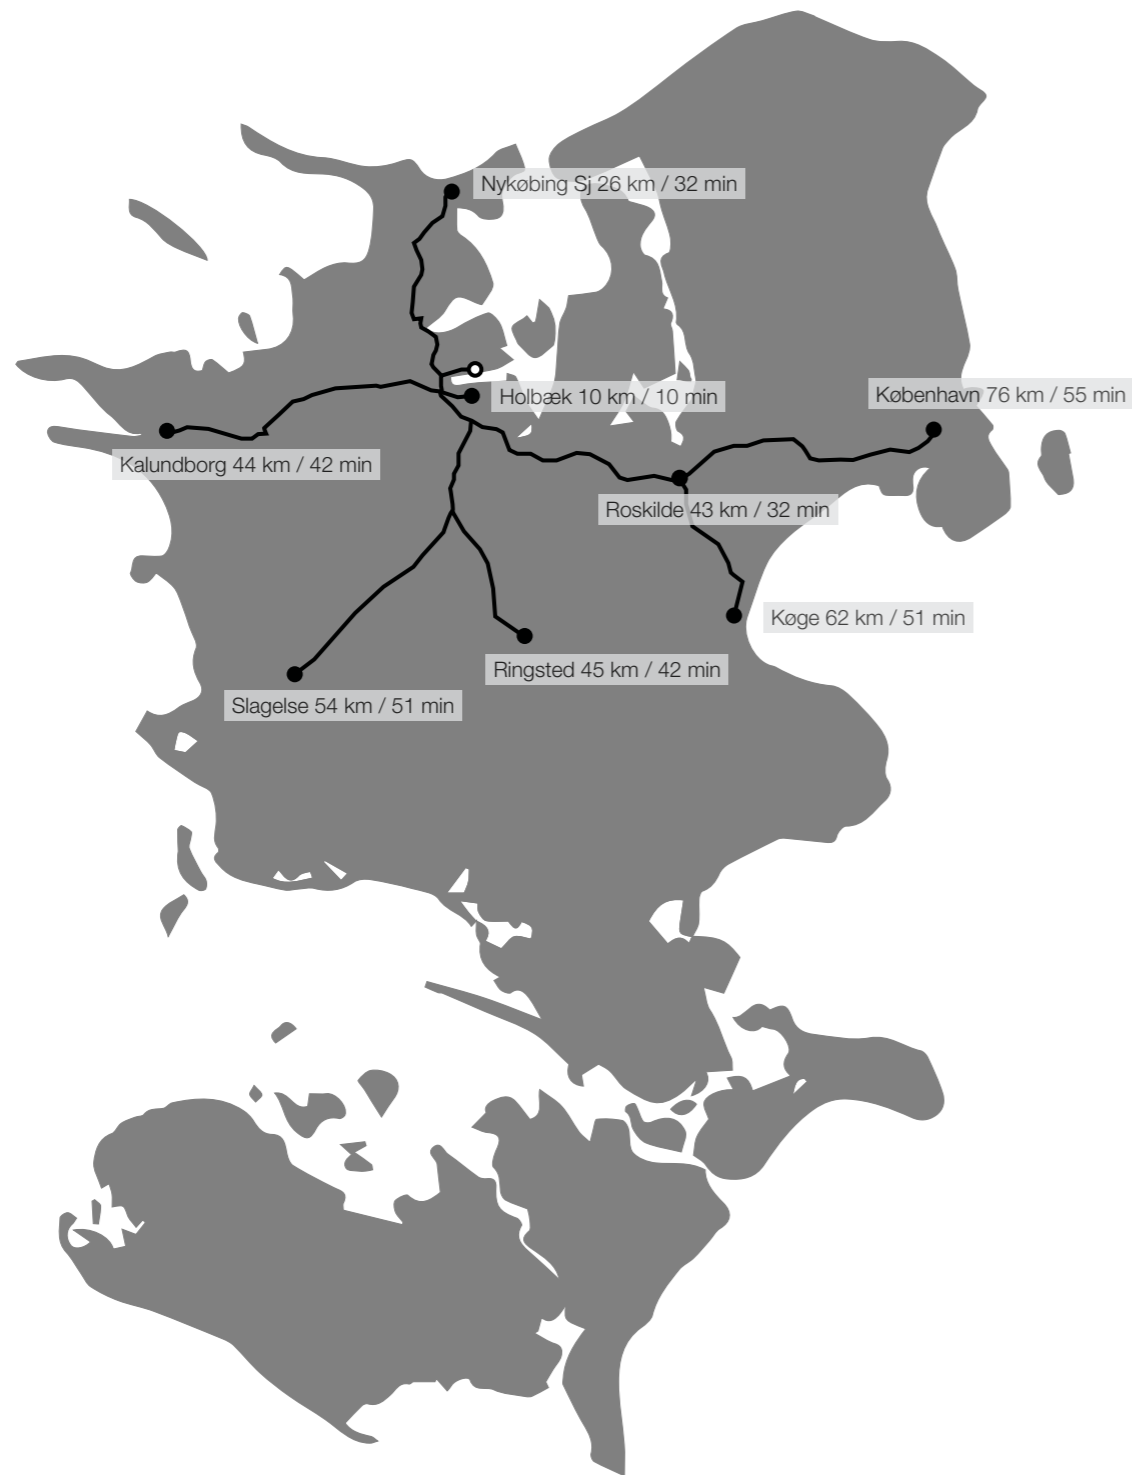 Nykøbing Sj 26 km / 32 min
Holbæk 10 km / 10 min
København 76 km / 55 min
Kalundborg 44 km / 42 min
Roskilde 43 km / 32 min
Køge 62 km / 51 min
Ringsted 45 km / 42 min
Slagelse 54 km / 51 min